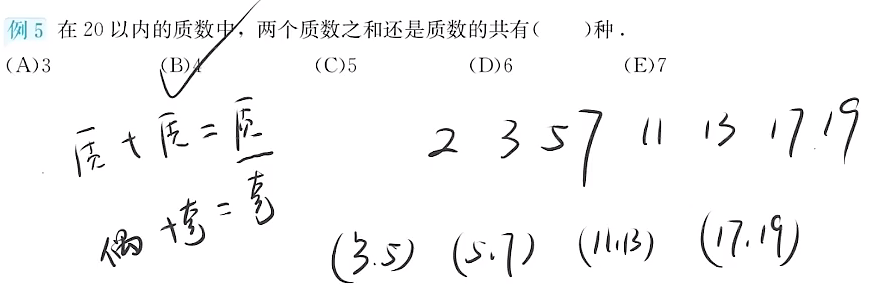 例 5 在 20 以内的质数中，两个质数之和还是质数的共有（  ）种．
(A)3 (B)4 (C)5 (D)6 (E)7
质 + 质 = 质 2 3 5 7 11 13 17 19
偶 + 奇 = 奇
(3.5) (5.7) (11.13) (17.19)